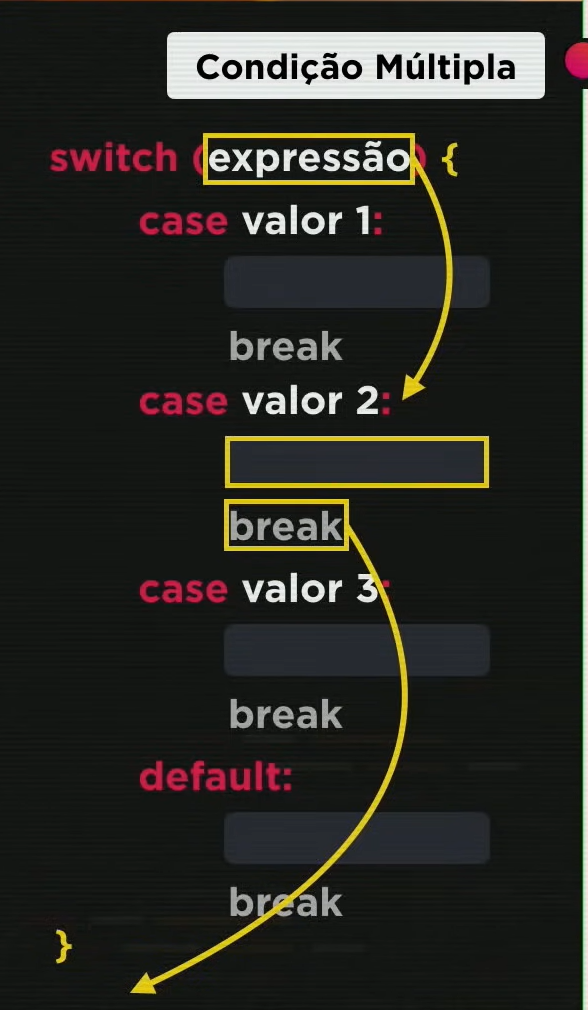 Condição Múltipla
switch (expressão) {
case valor 1:
break
case valor 2:
break
case valor 3:
break
default:
break
}